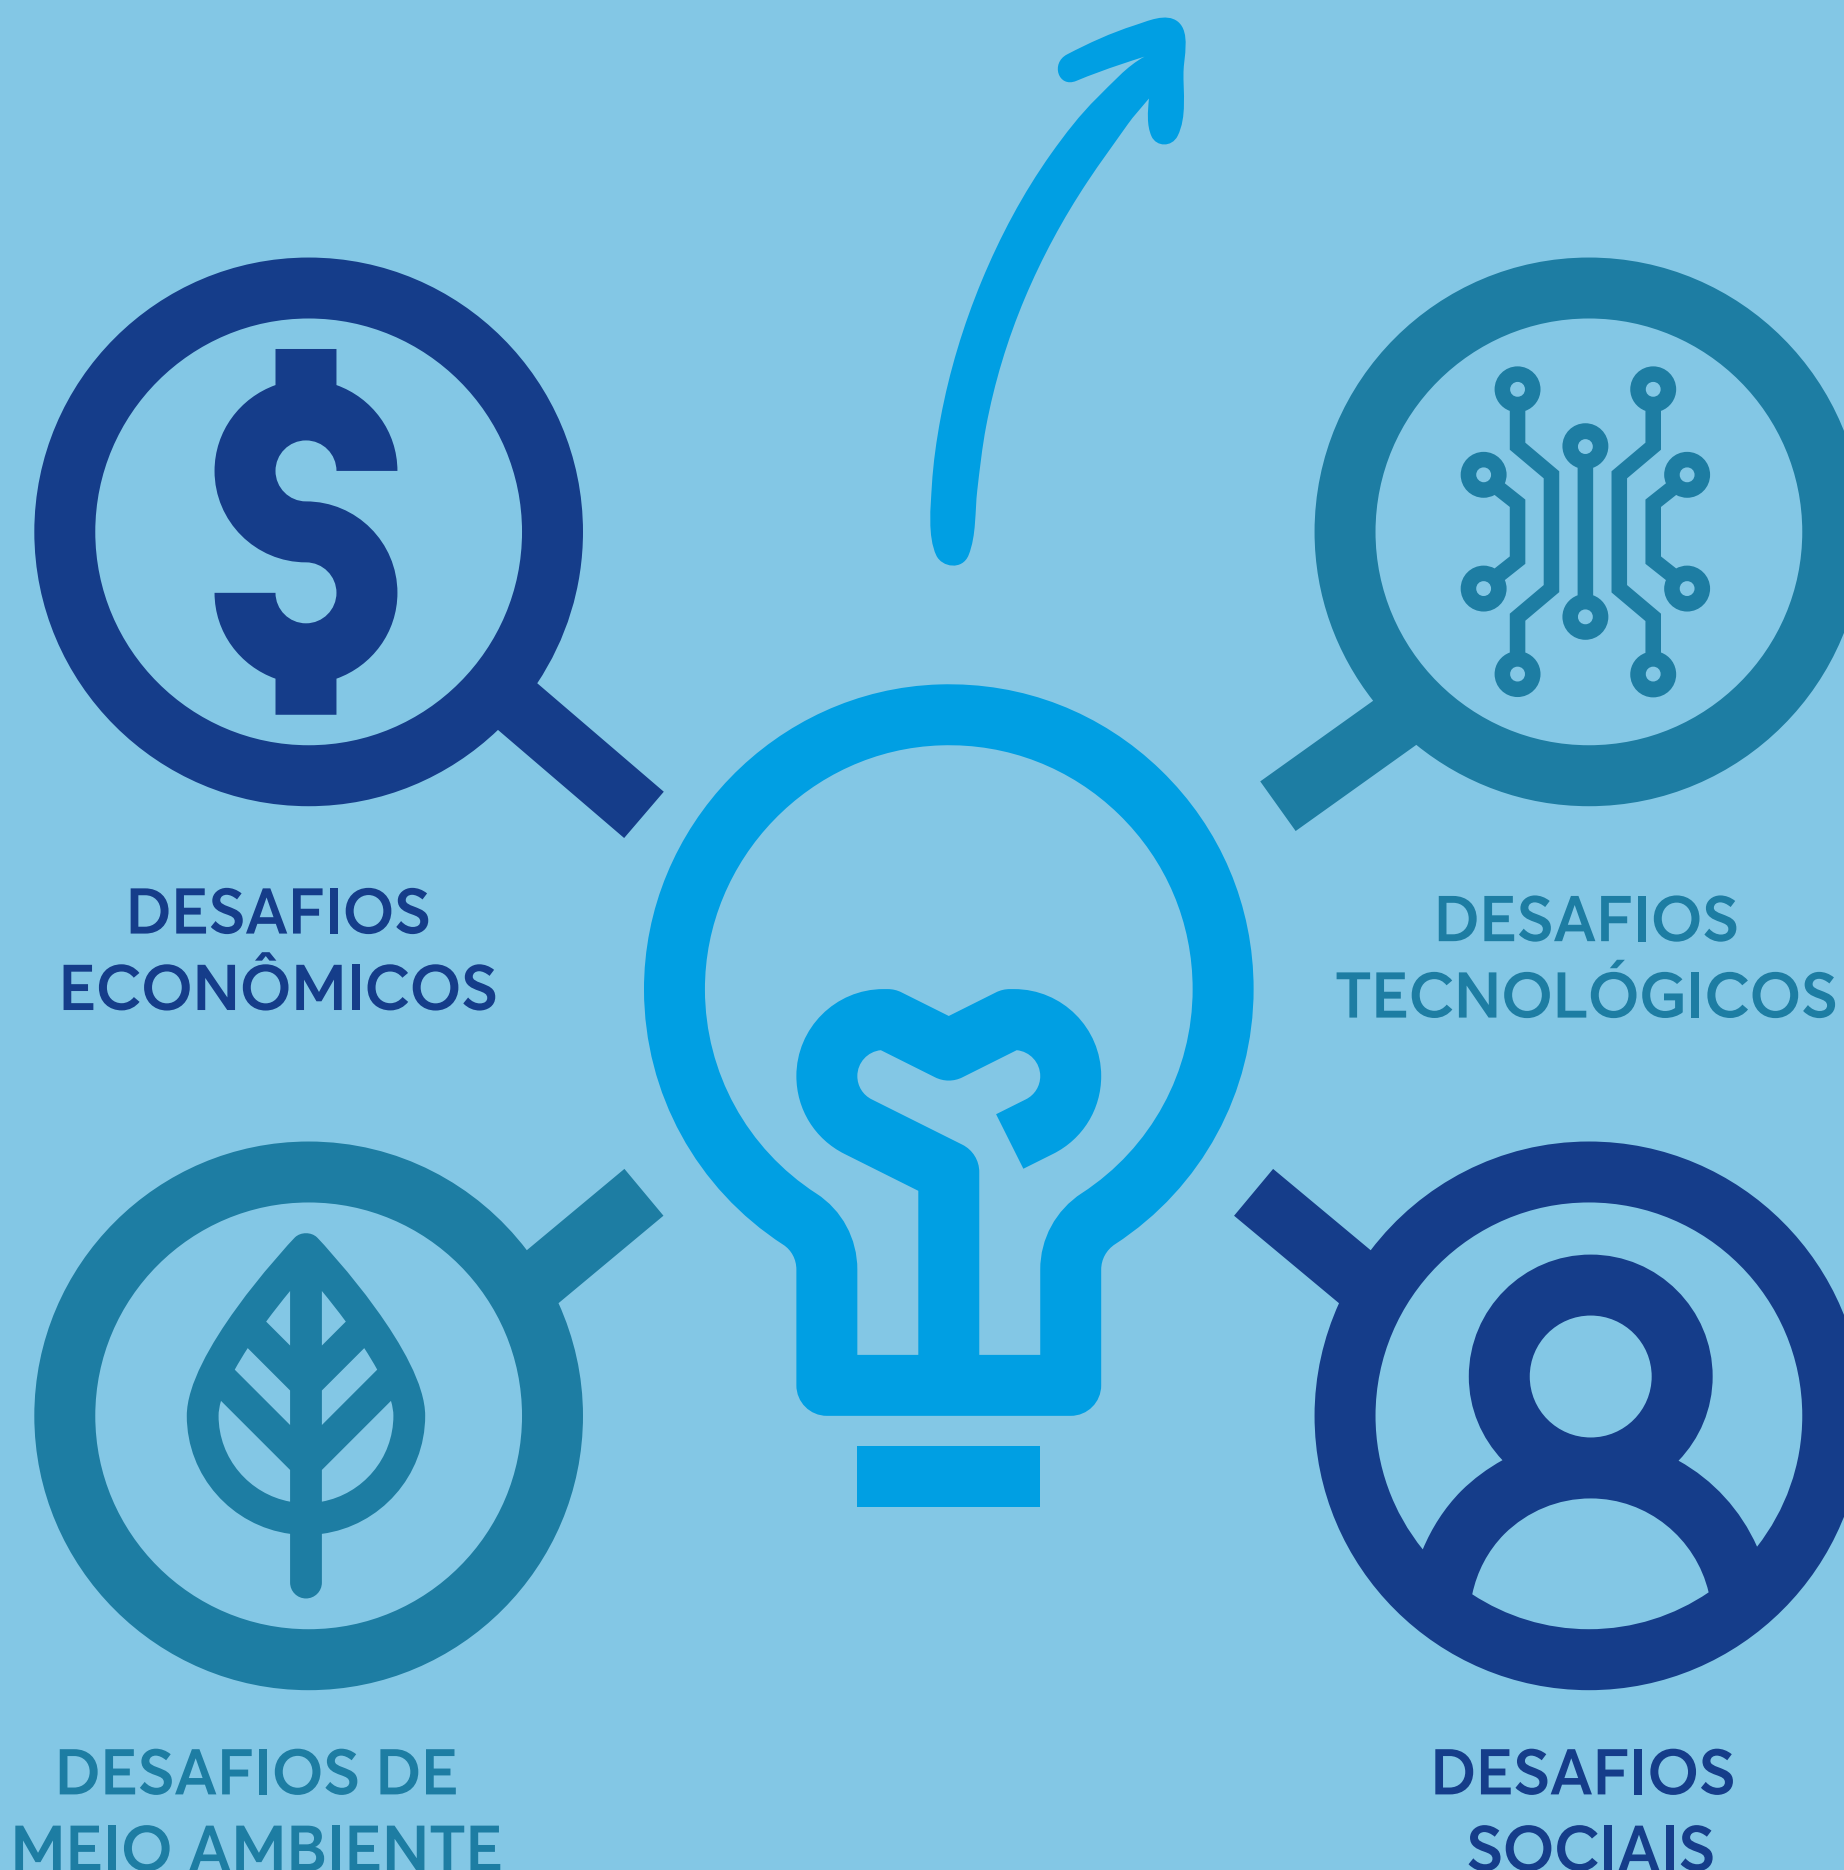 DESAFIOS
ECONÔMICOS
DESAFIOS
TECNOLÓGICOS
DESAFIOS DE
MEIO AMBIENTE
DESAFIOS
SOCIAIS